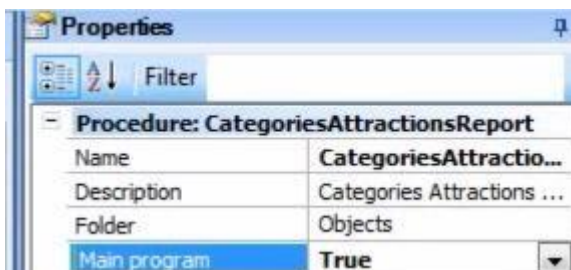 Properties
Filter
Procedure: CategoriesAttractionsReport
Name CategoriesAttractio...
Description Categories Attractions ...
Folder Objects
Main program True